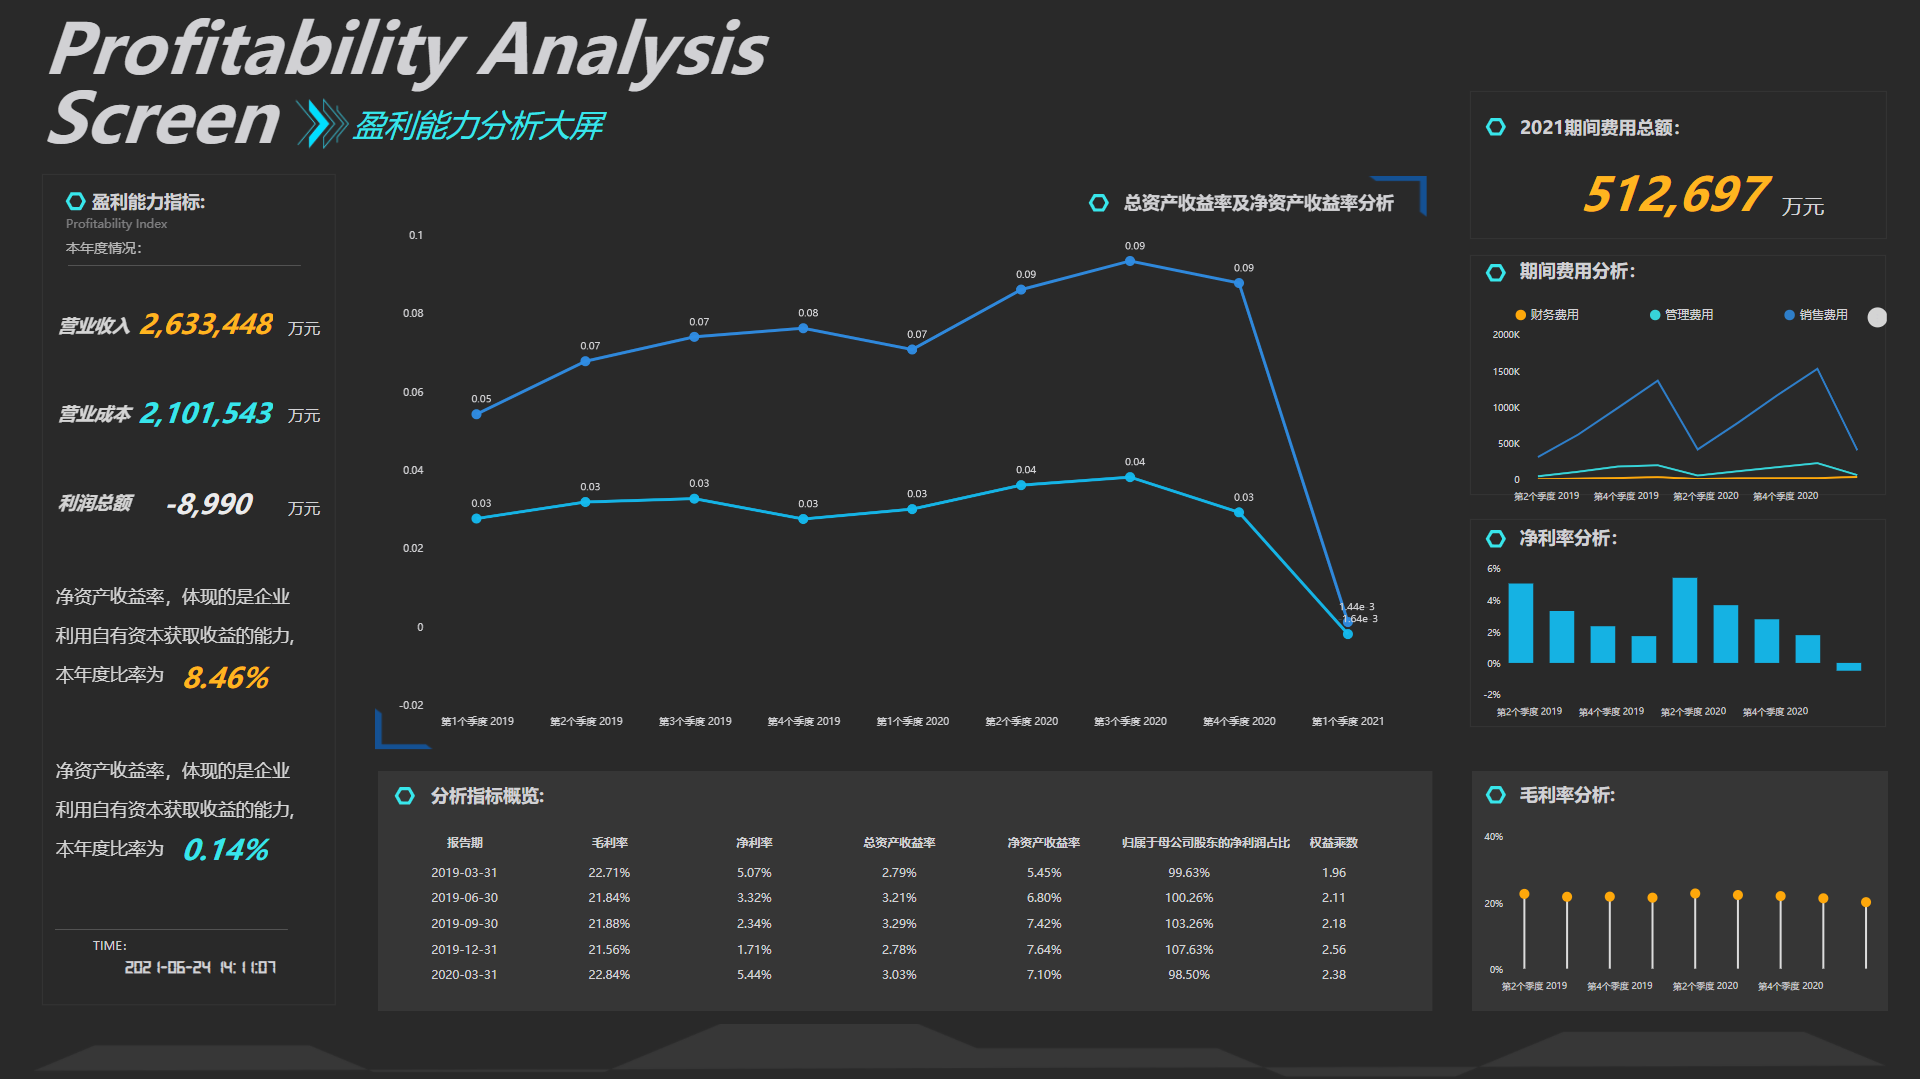 Profitability Analysis
Screen 盈利能力分析大屏
盈利能力指标:
Profitability Index
本年度情况:
营业收入 2,633,448 万元
营业成本 2,101,543 万元
利润总额 -8,990 万元
净资产收益率，体现的是企业
利用自有资本获取收益的能力,
本年度比率为 8.46%
净资产收益率，体现的是企业
利用自有资本获取收益的能力,
本年度比率为 0.14%
TIME:
2021-06-24 14:11:07
总资产收益率及净资产收益率分析
0.1
0.08
0.06
0.04
0.02
0
-0.02
0.05
0.07
0.07
0.08
0.07
0.09
0.09
0.09
1.44e-3
0.03
0.03
0.03
0.03
0.03
0.04
0.04
0.03
1.64e-3
第1个季度 2019 第2个季度 2019 第3个季度 2019 第4个季度 2019 第1个季度 2020 第2个季度 2020 第3个季度 2020 第4个季度 2020 第1个季度 2021
分析指标概览:
报告期 毛利率 净利率 总资产收益率 净资产收益率 归属于母公司股东的净利润占比 权益乘数
2019-03-31 22.71% 5.07% 2.79% 5.45% 99.63% 1.96
2019-06-30 21.84% 3.32% 3.21% 6.80% 100.26% 2.11
2019-09-30 21.88% 2.34% 3.29% 7.42% 103.26% 2.18
2019-12-31 21.56% 1.71% 2.78% 7.64% 107.63% 2.56
2020-03-31 22.84% 5.44% 3.03% 7.10% 98.50% 2.38
2021期间费用总额:
512,697 万元
期间费用分析:
财务费用 管理费用 销售费用
2000K
1500K
1000K
500K
0
第2个季度 2019 第4个季度 2019 第2个季度 2020 第4个季度 2020
净利率分析:
6%
4%
2%
0%
-2%
第2个季度 2019 第4个季度 2019 第2个季度 2020 第4个季度 2020
毛利率分析:
40%
20%
0%
第2个季度 2019 第4个季度 2019 第2个季度 2020 第4个季度 2020